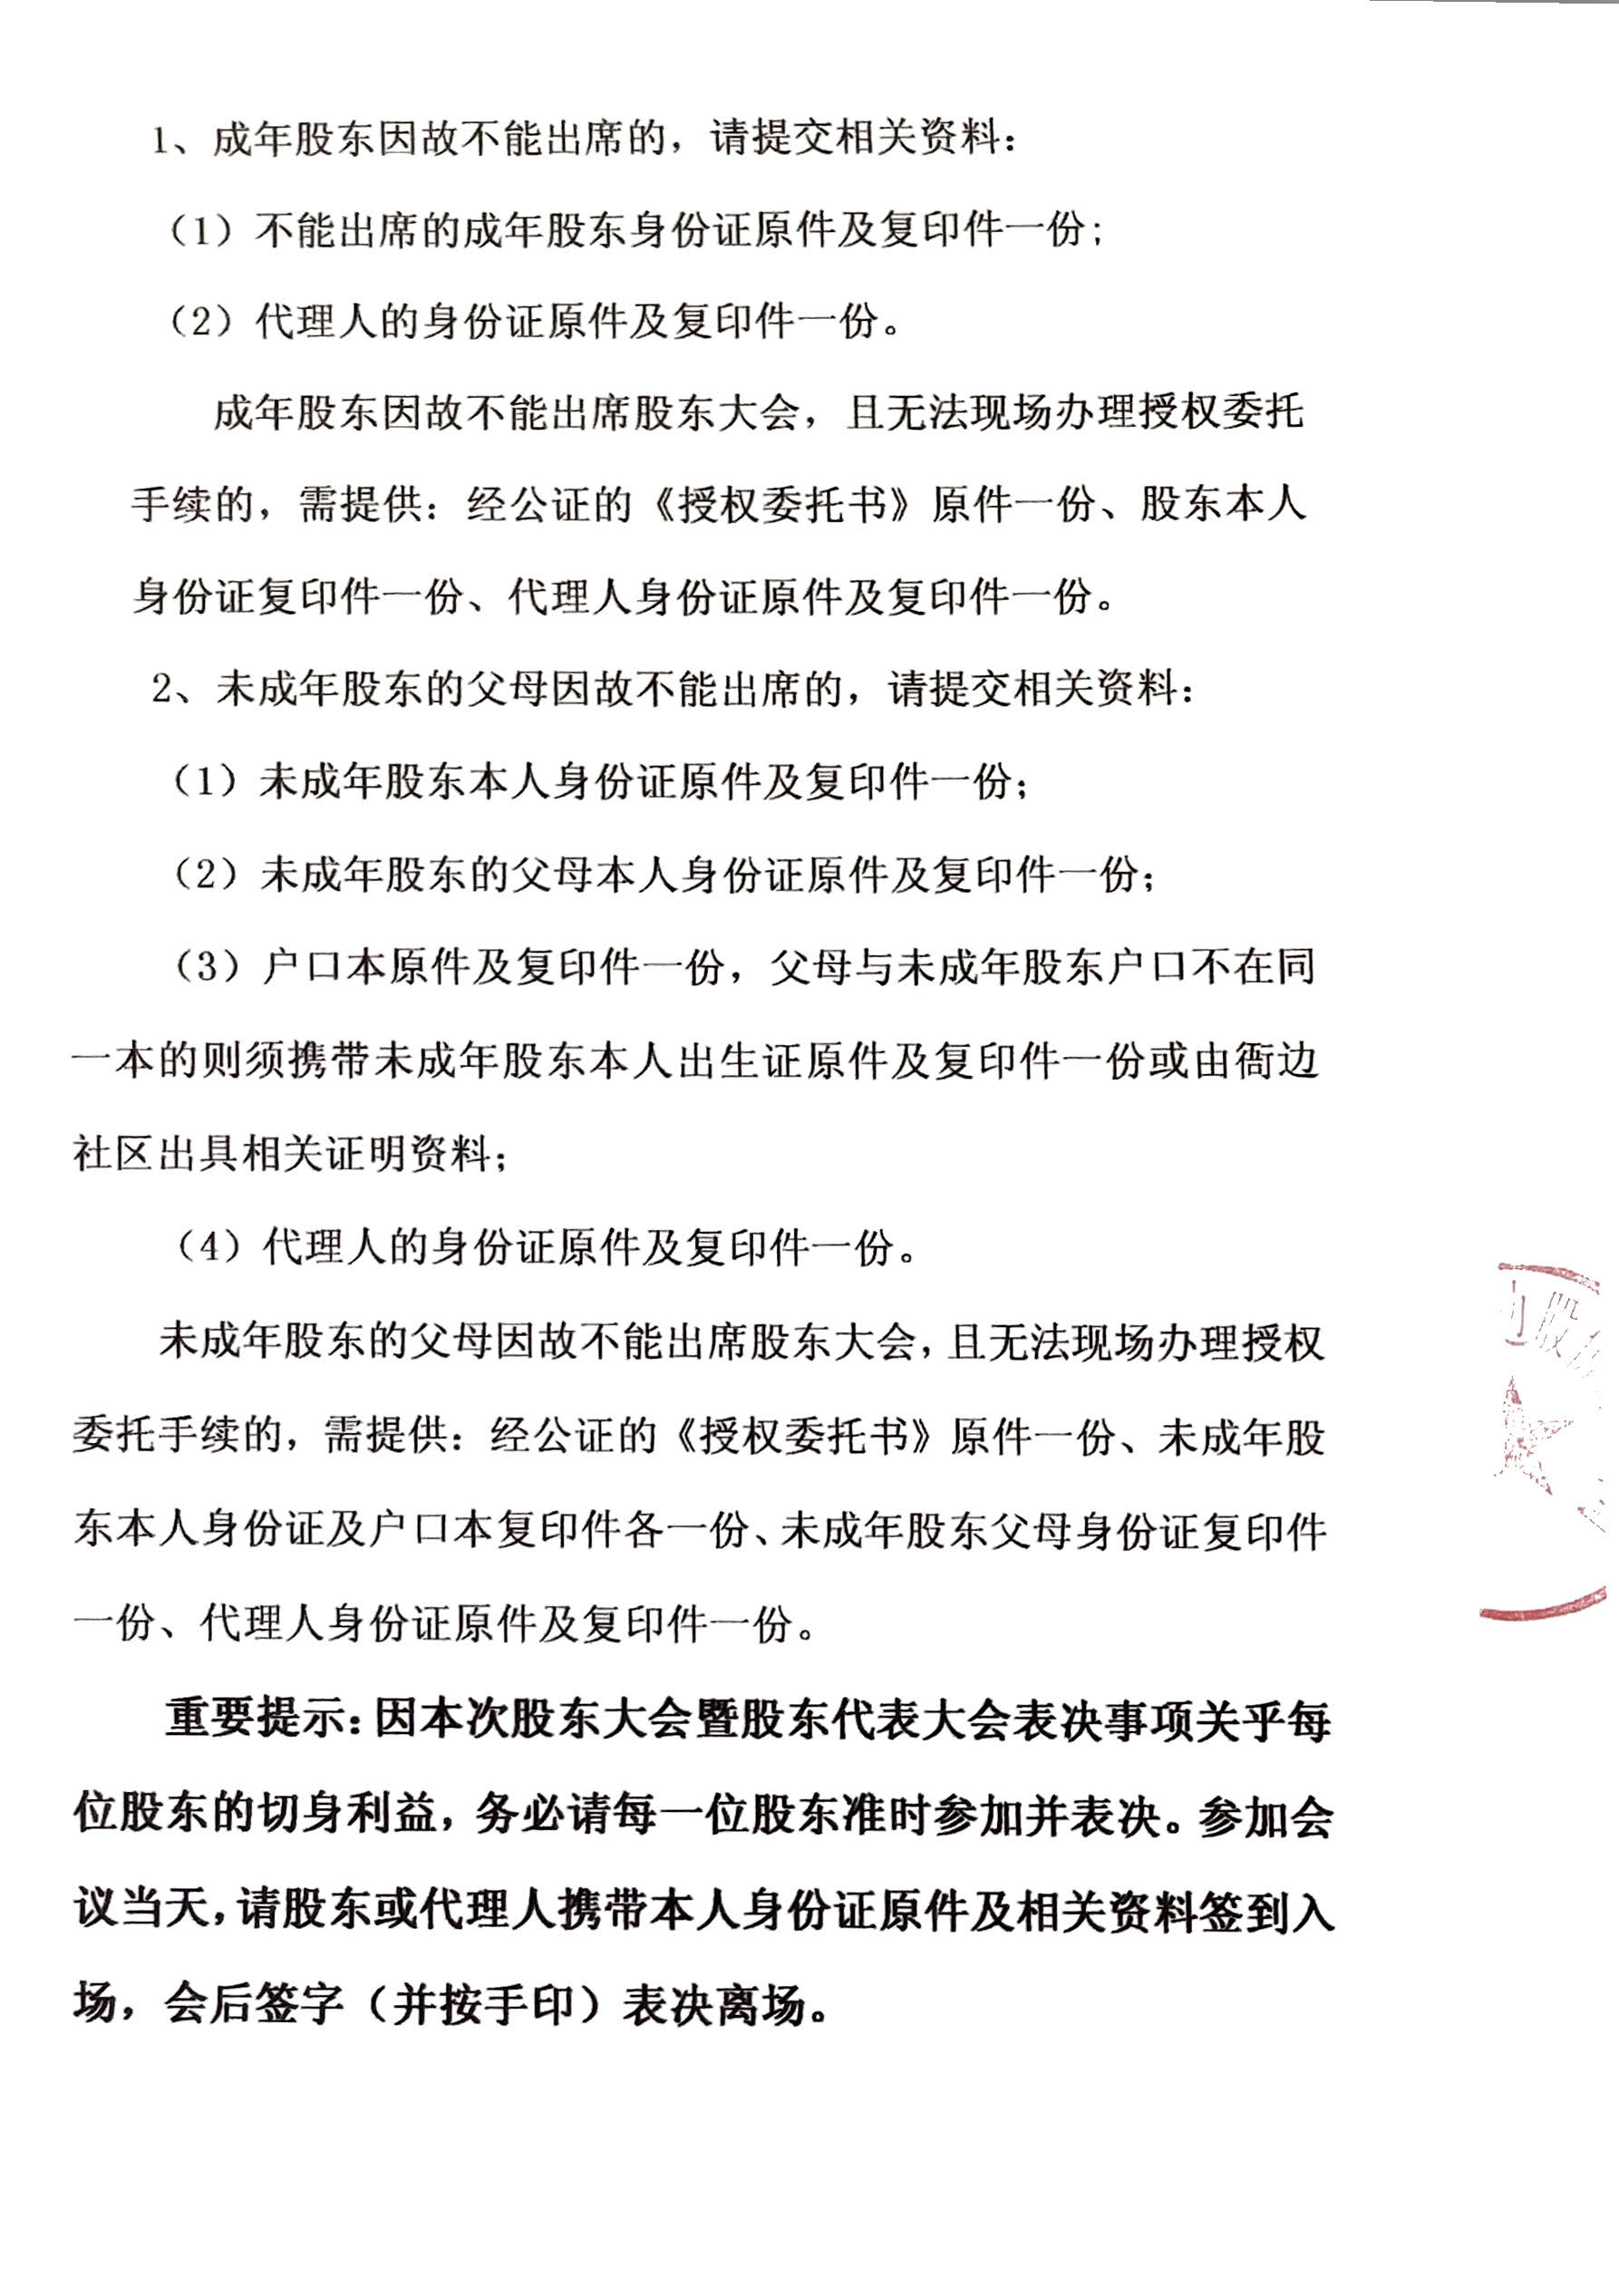 1、成年股东因故不能出席的，请提交相关资料：
（1）不能出席的成年股东身份证原件及复印件一份；
（2）代理人的身份证原件及复印件一份。
成年股东因故不能出席股东大会，且无法现场办理授权委托
手续的，需提供：经公证的《授权委托书》原件一份、股东本人
身份证复印件一份、代理人身份证原件及复印件一份。
2、未成年股东的父母因故不能出席的，请提交相关资料：
（1）未成年股东本人身份证原件及复印件一份；
（2）未成年股东的父母本人身份证原件及复印件一份；
（3）户口本原件及复印件一份，父母与未成年股东户口不在同
一本的则须携带未成年股东本人出生证原件及复印件一份或由衙边
社区出具相关证明资料；
（4）代理人的身份证原件及复印件一份。
未成年股东的父母因故不能出席股东大会，且无法现场办理授权
委托手续的，需提供：经公证的《授权委托书》原件一份、未成年股
东本人身份证及户口本复印件各一份、未成年股东父母身份证复印件
一份、代理人身份证原件及复印件一份。
重要提示：因本次股东大会暨股东代表大会表决事项关乎每
位股东的切身利益，务必请每一位股东准时参加并表决。参加会
议当天，请股东或代理人携带本人身份证原件及相关资料签到入
场，会后签字（并按手印）表决离场。
股